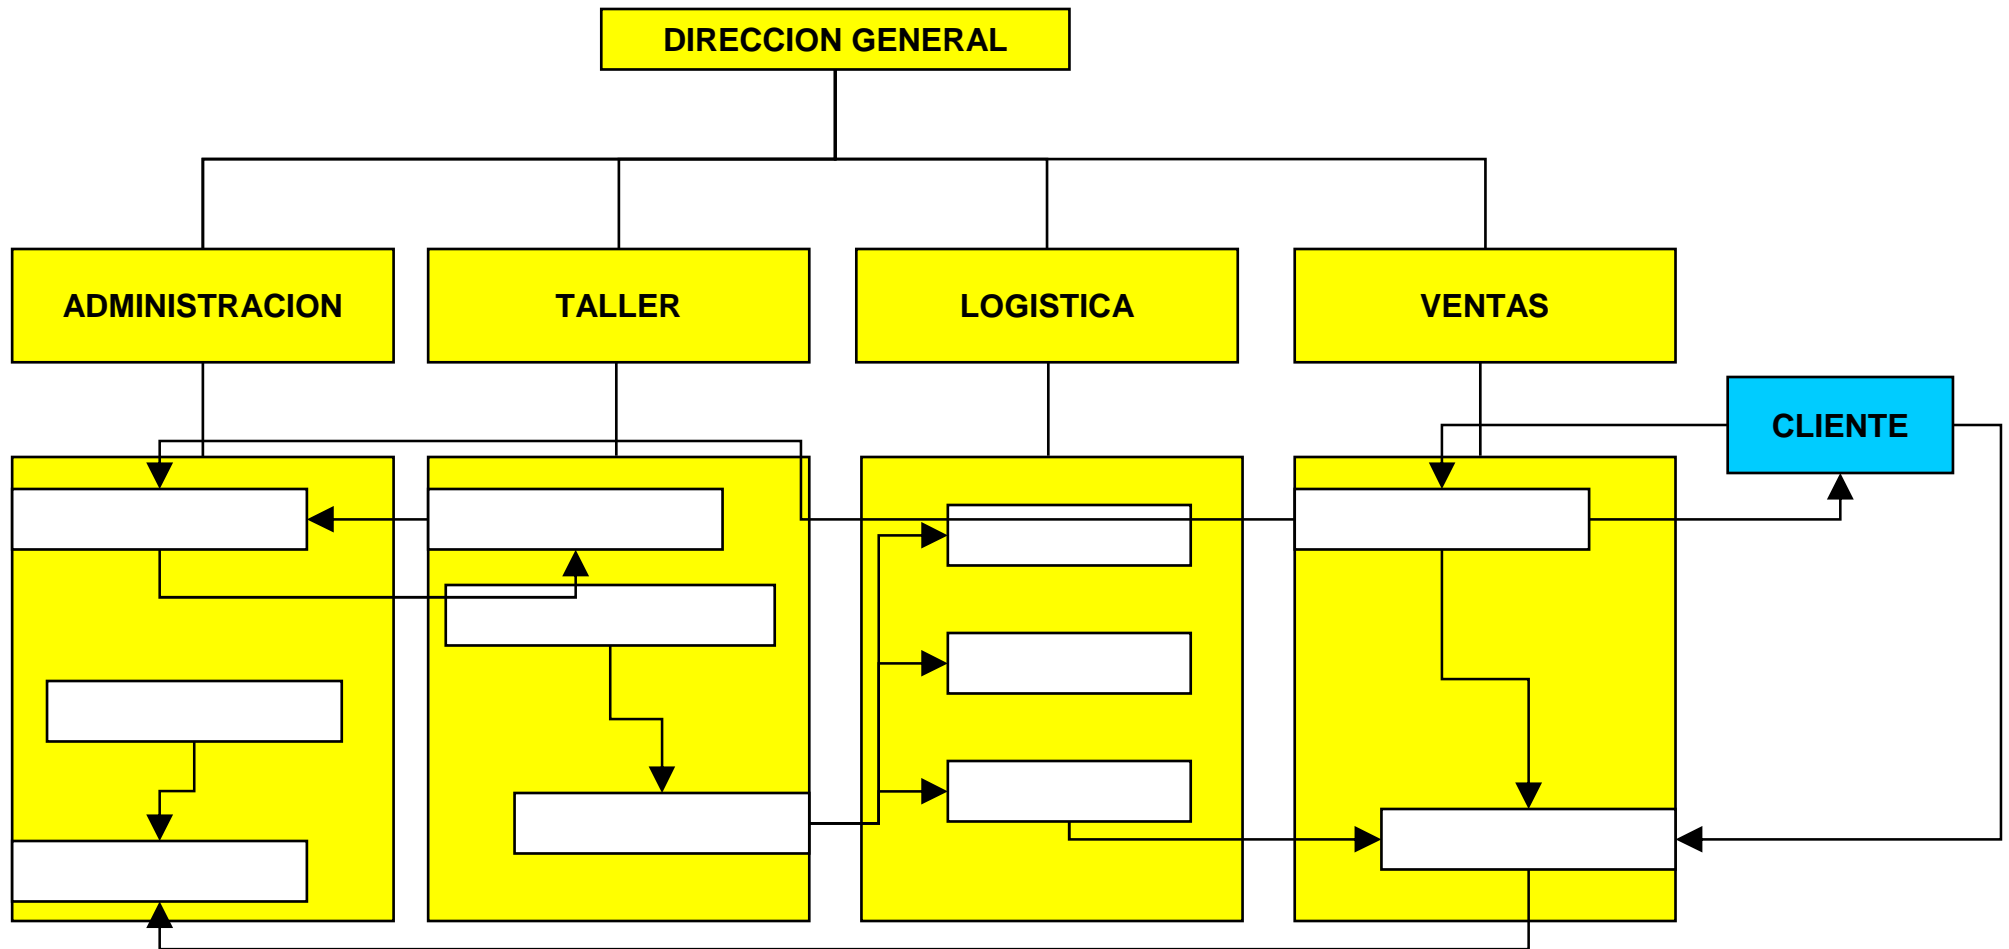 DIRECCION GENERAL
ADMINISTRACION
TALLER
LOGISTICA
VENTAS
CLIENTE